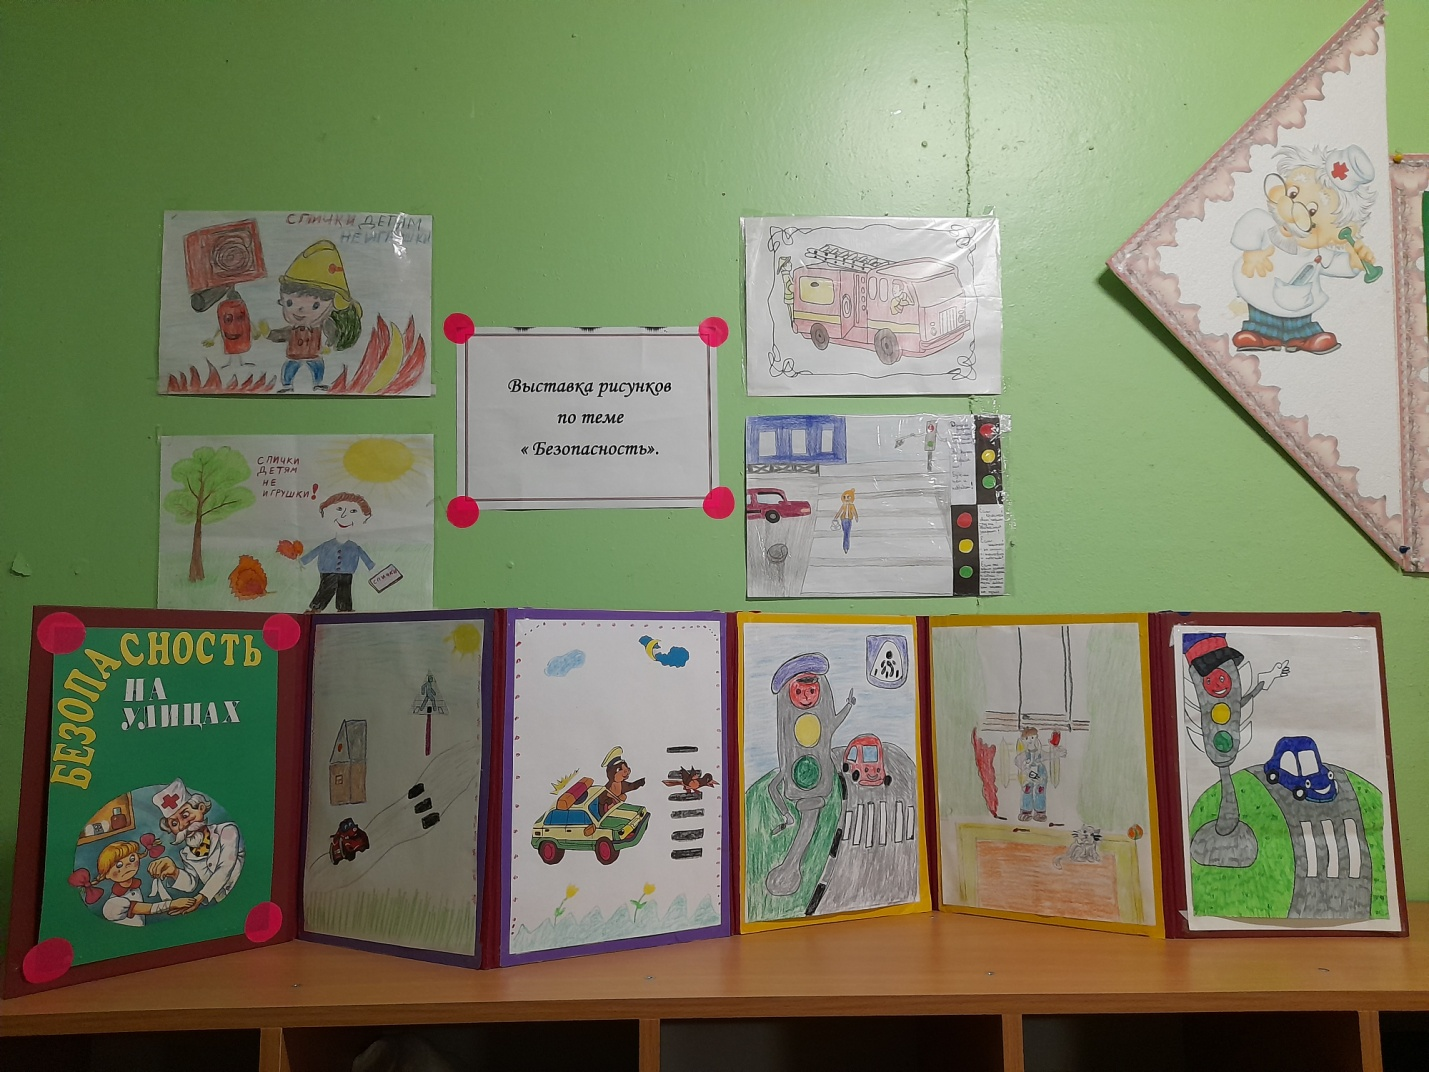 СПИЧКИ ДЕТЯМ
НЕ ИГРУШКИ
Выставка рисунков
по теме
« Безопасность».
СПИЧКИ
ДЕТЯМ
НЕ
ИГРУШКИ!
СПИЧКИ
БЕЗОПАСНОСТЬ
НА
УЛИЦАХ